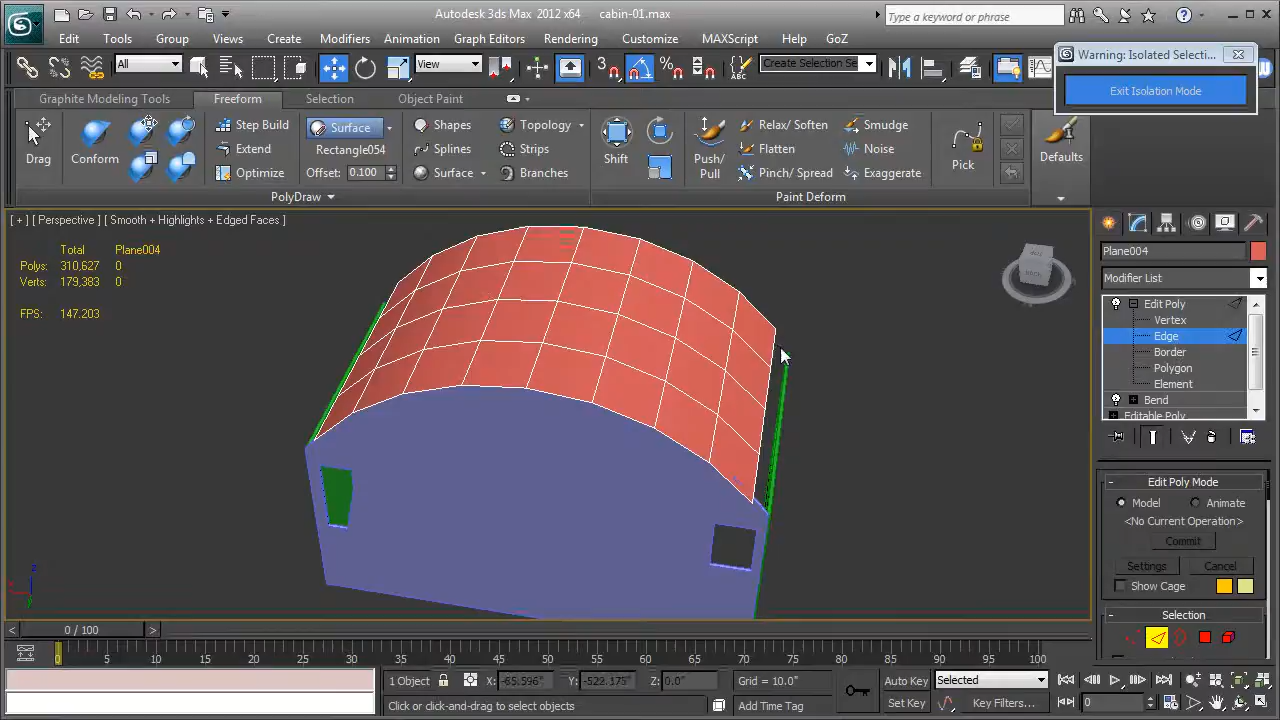 Autodesk 3ds Max 2012 x64 cabin-01.max
Type a keyword or phrase
Edit Tools Group Views Create Modifiers Animation Graph Editors Rendering Customize MAXScript Help GoZ
Warning: Isolated Selecti...
Exit Isolation Mode
All View 3 % ABC Create Selection Se
Graphite Modeling Tools Freeform Selection Object Paint
Drag Conform Step Build Extend Optimize
Surface Rectangle054 Offset: 0.100
Shapes Splines Surface
Topology Strips Branches
Shift Push/Pull
Relax/ Soften Flatten Pinch/ Spread
Smudge Noise Exaggerate
Pick Defaults
PolyDraw Paint Deform
[ + ] [ Perspective ] [ Smooth + Highlights + Edged Faces ]
Total Plane004
Polys: 310,627 0
Verts: 179,383 0
FPS: 147.203
Plane004
Modifier List
Edit Poly
Vertex
Edge
Border
Polygon
Element
Bend
Editable Poly
- Edit Poly Mode
Model Animate
<No Current Operation>
Commit
Settings Cancel
Show Cage
- Selection
z
x
y
< 0 / 100 >
0 5 10 15 20 25 30 35 40 45 50 55 60 65 70 75 80 85 90 95 100
1 Object X: -65.596" Y: -522.175" Z: 0.0" Grid = 10.0" Auto Key Selected
Click or click-and-drag to select objects Add Time Tag Set Key Key Filters... 0